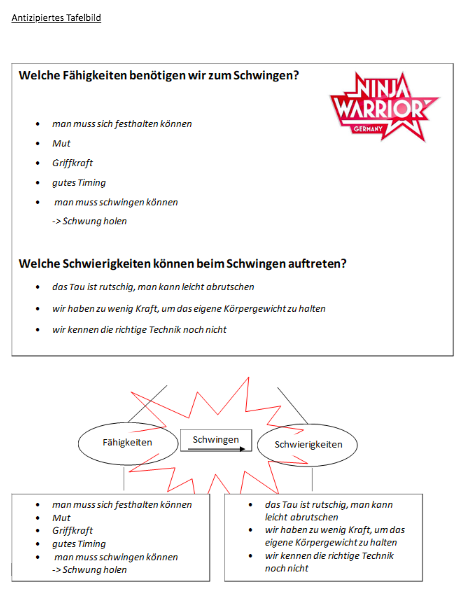 Antizipiertes Tafelbild
Welche Fähigkeiten benötigen wir zum Schwingen?
NINJA
WARRIOR
GERMANY
• man muss sich festhalten können
• Mut
• Griffkraft
• gutes Timing
• man muss schwingen können
-> Schwung holen
Welche Schwierigkeiten können beim Schwingen auftreten?
• das Tau ist rutschig, man kann leicht abrutschen
• wir haben zu wenig Kraft, um das eigene Körpergewicht zu halten
• wir kennen die richtige Technik noch nicht
Fähigkeiten
Schwingen
Schwierigkeiten
• man muss sich festhalten können
• Mut
• Griffkraft
• gutes Timing
• man muss schwingen können
-> Schwung holen
• das Tau ist rutschig, man kann
leicht abrutschen
• wir haben zu wenig Kraft, um das
eigene Körpergewicht zu halten
• wir kennen die richtige Technik
noch nicht